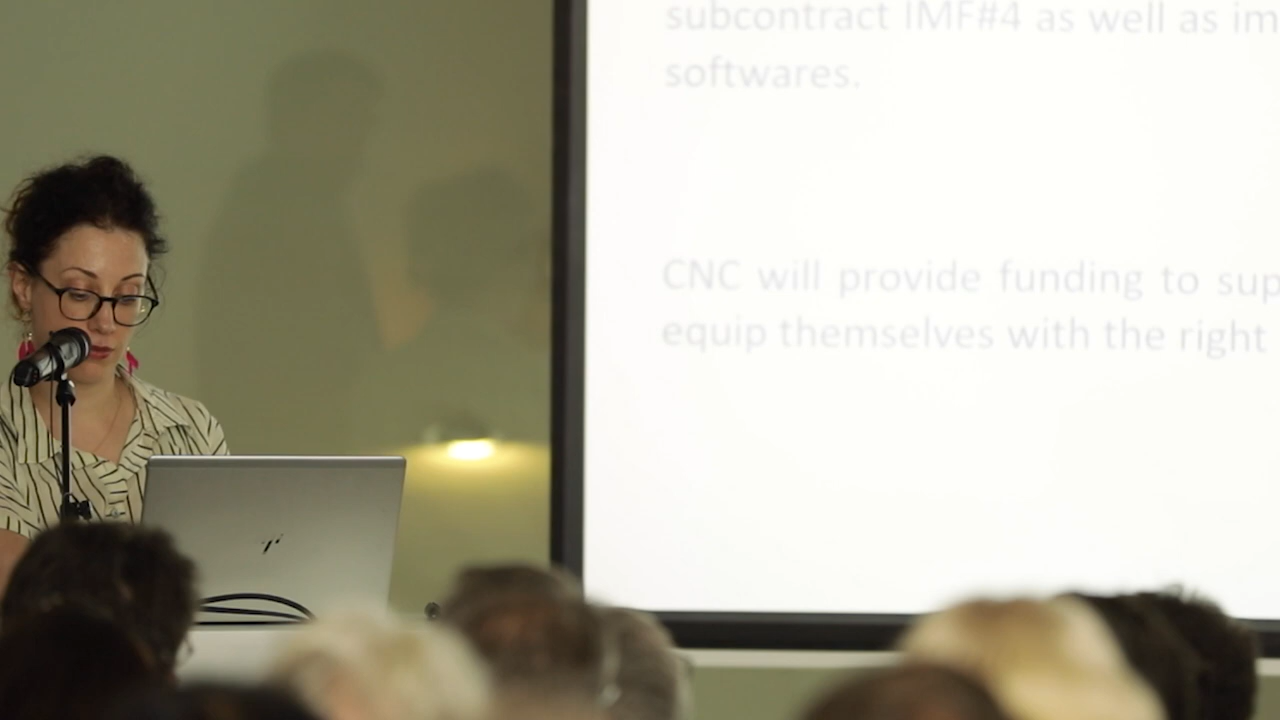 subcontract IMF#4 as well as im
softwares.
CNC will provide funding to sup
equip themselves with the right